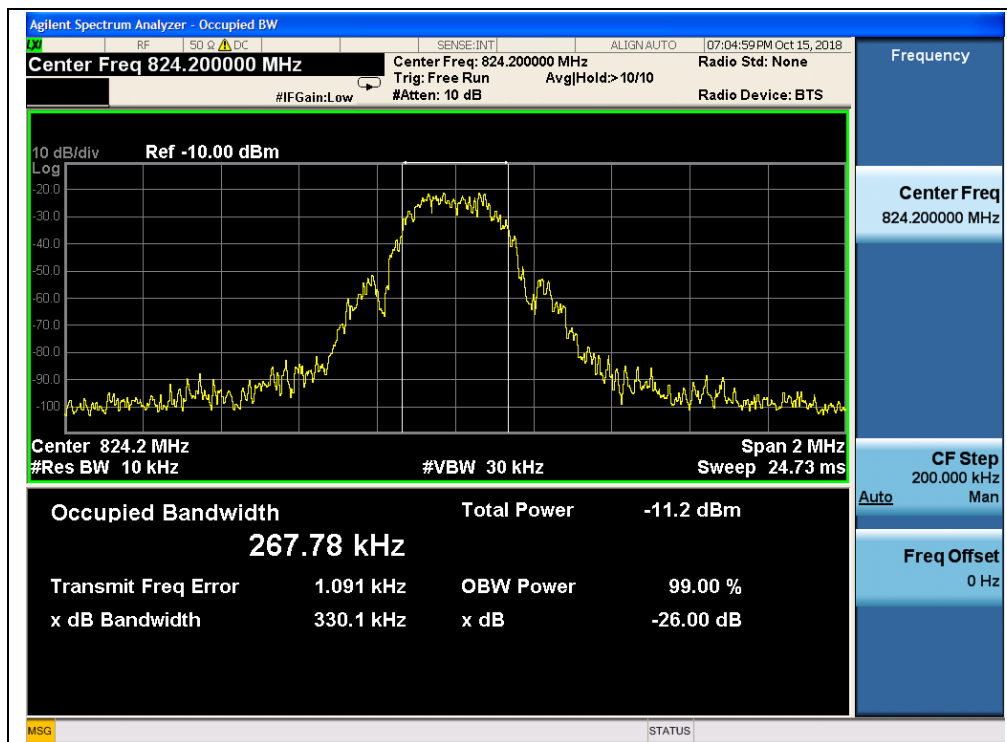 Agilent Spectrum Analyzer - Occupied BW
LXI RF 50 Ω DC SENSE:INT ALIGN AUTO 07:04:59 PM Oct 15, 2018
Center Freq 824.200000 MHz
Center Freq: 824.200000 MHz Radio Std: None
Trig: Free Run Avg|Hold:>10/10
#IFGain:Low #Atten: 10 dB Radio Device: BTS
10 dB/div Ref -10.00 dBm
Log
-20.0
-30.0
-40.0
-50.0
-60.0
-70.0
-80.0
-90.0
-100
Center 824.2 MHz Span 2 MHz
#Res BW 10 kHz #VBW 30 kHz Sweep 24.73 ms
Occupied Bandwidth Total Power -11.2 dBm
267.78 kHz
Transmit Freq Error 1.091 kHz OBW Power 99.00 %
x dB Bandwidth 330.1 kHz x dB -26.00 dB
MSG STATUS
Frequency
Center Freq
824.200000 MHz
CF Step
200.000 kHz
Auto Man
Freq Offset
0 Hz